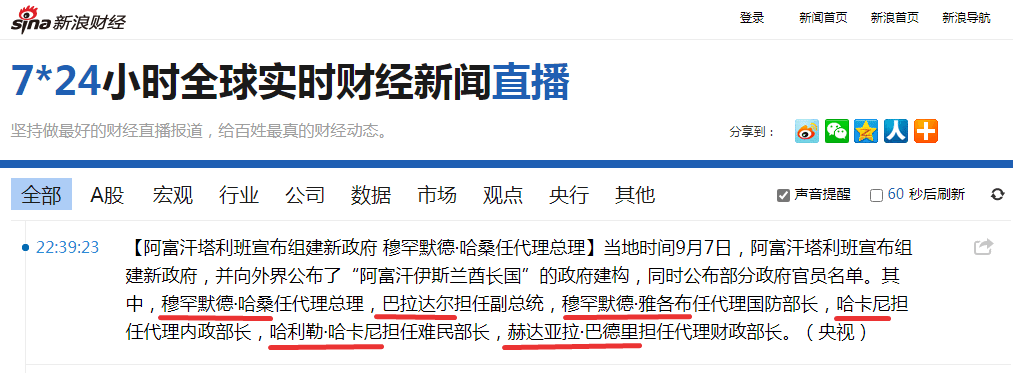 sina 新浪财经
登录 新闻首页 新浪首页 新浪导航
7*24小时全球实时财经新闻直播
坚持做最好的财经直播报道，给百姓最真的财经动态。
分享到：
全部 A股 宏观 行业 公司 数据 市场 观点 央行 其他
声音提醒 60 秒后刷新
22:39:23
【阿富汗塔利班宣布组建新政府 穆罕默德·哈桑任代理总理】当地时间9月7日，阿富汗塔利班宣布组
建新政府，并向外界公布了“阿富汗伊斯兰酋长国”的政府建构，同时公布部分政府官员名单。其
中，穆罕默德·哈桑任代理总理，巴拉达尔担任副总统，穆罕默德·雅各布任代理国防部长，哈卡尼担
任代理内政部长，哈利勒·哈卡尼担任难民部长，赫达亚拉·巴德里担任代理财政部长。（央视）